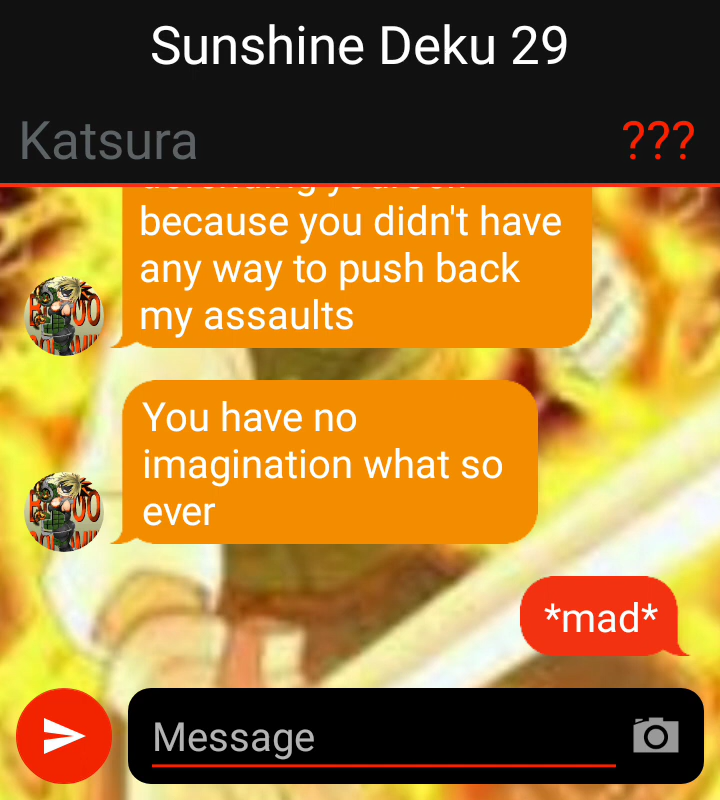 Sunshine Deku 29
Katsura
???
because you didn't have
any way to push back
my assaults
You have no
imagination what so
ever
*mad*
Message